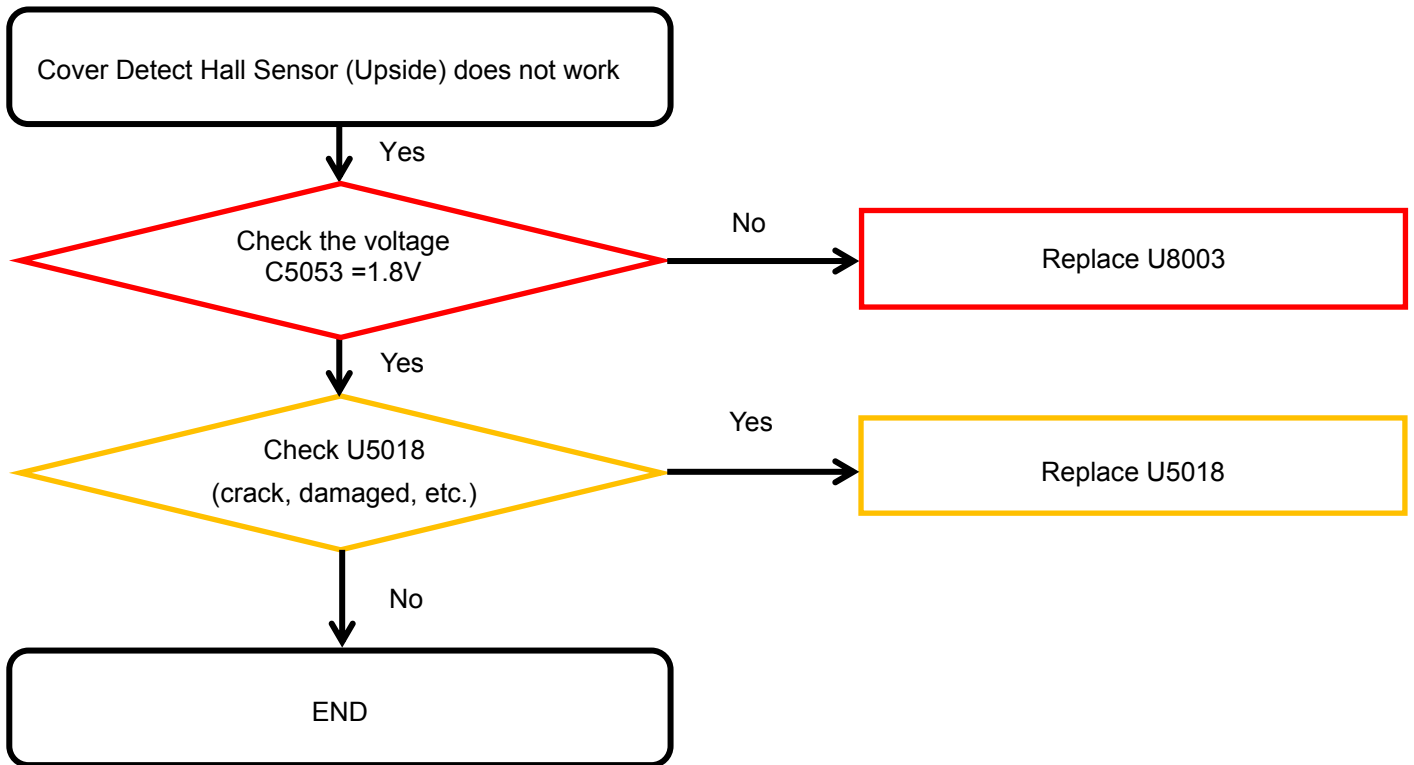 Cover Detect Hall Sensor (Upside) does not work
Yes
Check the voltage
C5053 =1.8V
No
Replace U8003
Yes
Check U5018
(crack, damaged, etc.)
Yes
Replace U5018
No
END